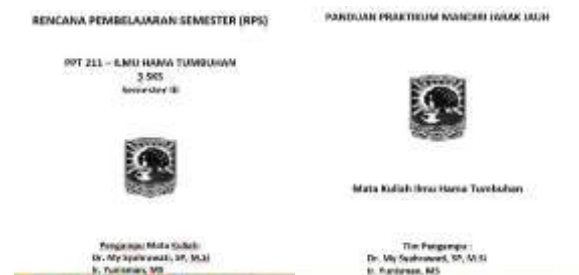 RENCANA PEMBELAJARAN SEMESTER (RPS)
PPT 211 – ILMU HAMA TUMBUHAN
3 SKS
Semester III
Pengampu Mata Kuliah:
Dr. My Syahrawati, SP, M.Si
Ir. Yunisman, MS
PANDUAN PRAKTIKUM MANDIRI JARAK JAUH
Mata Kuliah Ilmu Hama Tumbuhan
Tim Pengampu :
Dr. My Syahrawati, SP, M.Si
Ir. Yunisman, MS